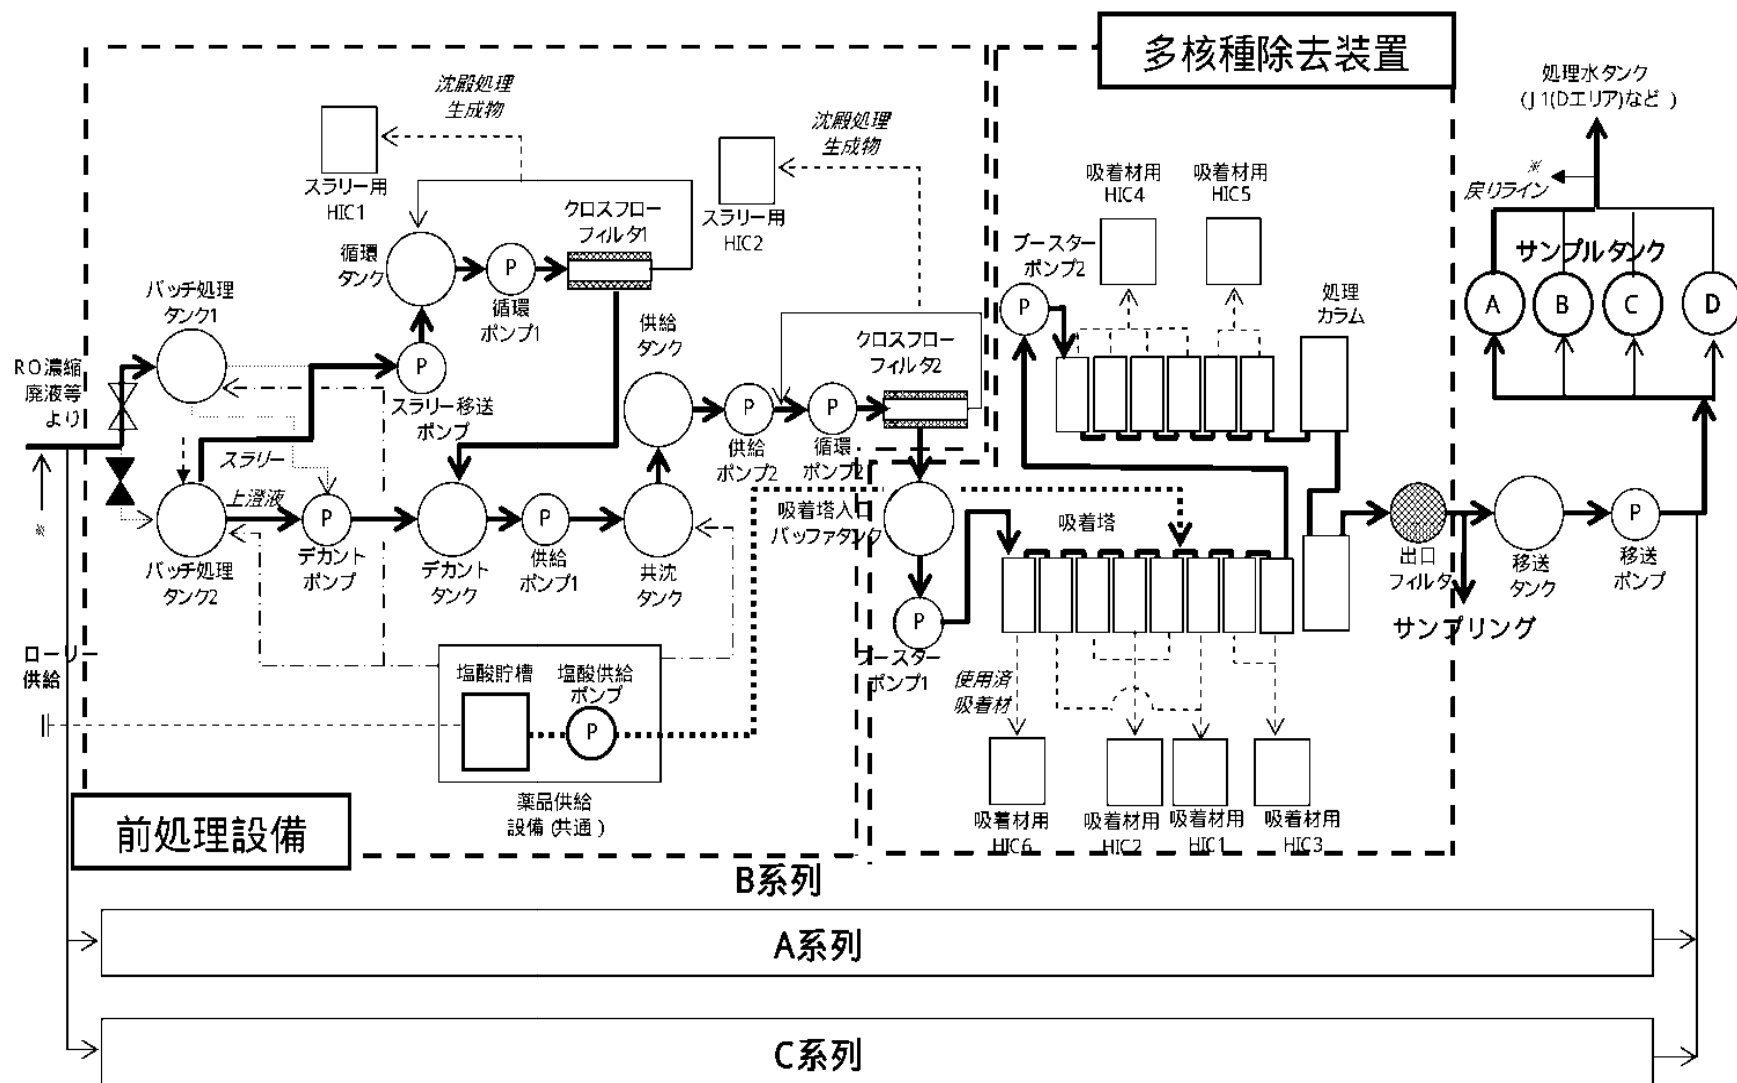 多核種除去装置
処理水タンク
(J1(Dエリア)など )
※
戻りライン
サンプルタンク
A
B
C
D
沈殿処理
生成物
スラリー用
HIC1
沈殿処理
生成物
スラリー用
HIC2
クロスフロー
フィルタ1
循環
タンク
P
循環
ポンプ1
バッチ処理
タンク1
RO濃縮
廃液等
より
P
スラリー移送
ポンプ
供給
タンク
クロスフロー
フィルタ2
P
供給
ポンプ2
P
循環
ポンプ2
スラリー
上澄液
※
バッチ処理
タンク2
P
デカント
ポンプ
デカント
タンク
P
供給
ポンプ1
共沈
タンク
吸着塔入口
バッファタンク
P
ブースター
ポンプ1
ブースター
ポンプ2
P
吸着材用
HIC4
吸着材用
HIC5
処理
カラム
吸着塔
出口
フィルタ
サンプリング
移送
タンク
P
移送
ポンプ
使用済
吸着材
吸着材用
HIC6
吸着材用
HIC2
吸着材用
HIC1
吸着材用
HIC3
ローリー
供給
塩酸貯槽
塩酸供給
ポンプ
P
薬品供給
設備(共通)
前処理設備
B系列
A系列
C系列